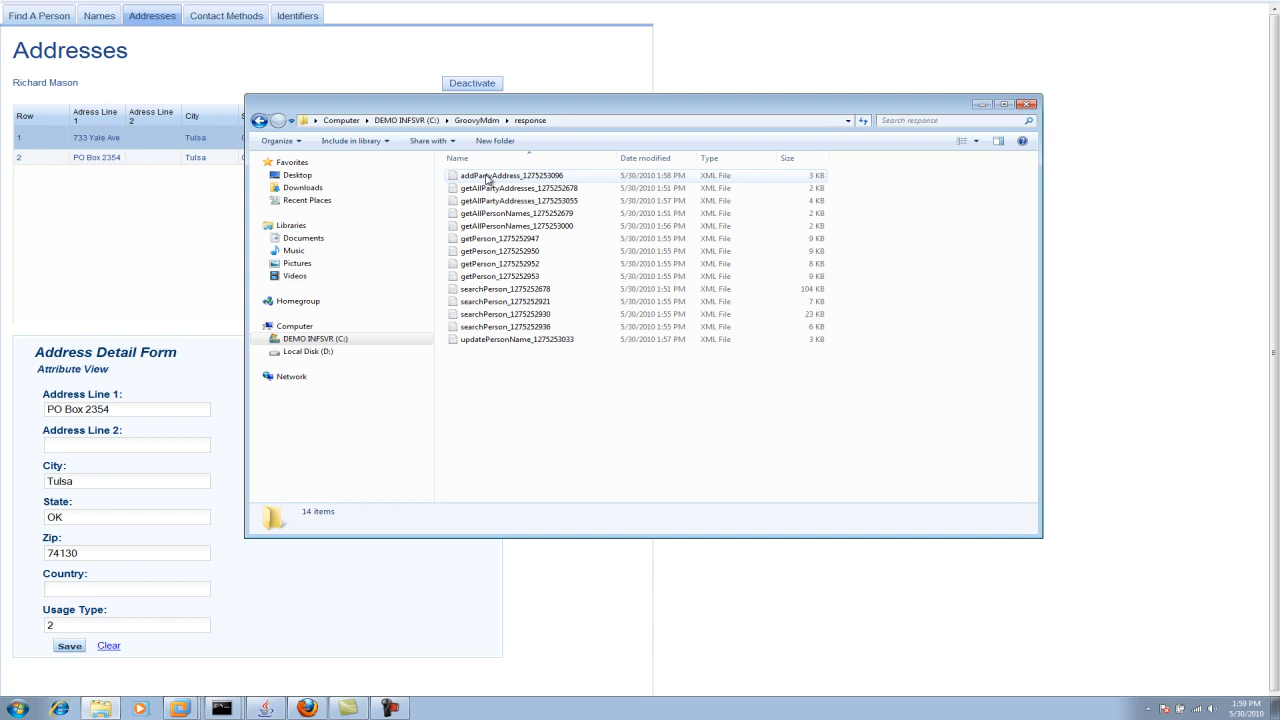 Find A Person Names Addresses Contact Methods Identifiers
Addresses
Richard Mason
Deactivate
Row Adress Line 1 Adress Line 2 City
1 733 Yale Ave Tulsa
2 PO Box 2354 Tulsa
Computer DEMO INFSVR (C:) GroovyMdm response
Search response
Organize Include in library Share with New folder
Favorites
Desktop
Downloads
Recent Places
Libraries
Documents
Music
Pictures
Videos
Homegroup
Computer
DEMO INFSVR (C:)
Local Disk (D:)
Network
Name Date modified Type Size
addPartyAddress_1275253096 5/30/2010 1:58 PM XML File 3 KB
getAllPartyAddresses_1275252678 5/30/2010 1:51 PM XML File 2 KB
getAllPartyAddresses_1275253055 5/30/2010 1:57 PM XML File 4 KB
getAllPersonNames_1275252679 5/30/2010 1:51 PM XML File 2 KB
getAllPersonNames_1275253000 5/30/2010 1:56 PM XML File 2 KB
getPerson_1275252947 5/30/2010 1:55 PM XML File 9 KB
getPerson_1275252950 5/30/2010 1:55 PM XML File 9 KB
getPerson_1275252952 5/30/2010 1:55 PM XML File 8 KB
getPerson_1275252953 5/30/2010 1:55 PM XML File 9 KB
searchPerson_1275252678 5/30/2010 1:51 PM XML File 104 KB
searchPerson_1275252921 5/30/2010 1:55 PM XML File 7 KB
searchPerson_1275252930 5/30/2010 1:55 PM XML File 23 KB
searchPerson_1275252936 5/30/2010 1:55 PM XML File 6 KB
updatePersonName_1275253033 5/30/2010 1:57 PM XML File 3 KB
14 items
Address Detail Form
Attribute View
Address Line 1:
PO Box 2354
Address Line 2:
City:
Tulsa
State:
OK
Zip:
74130
Country:
Usage Type:
2
Save Clear
1:59 PM
5/30/2010